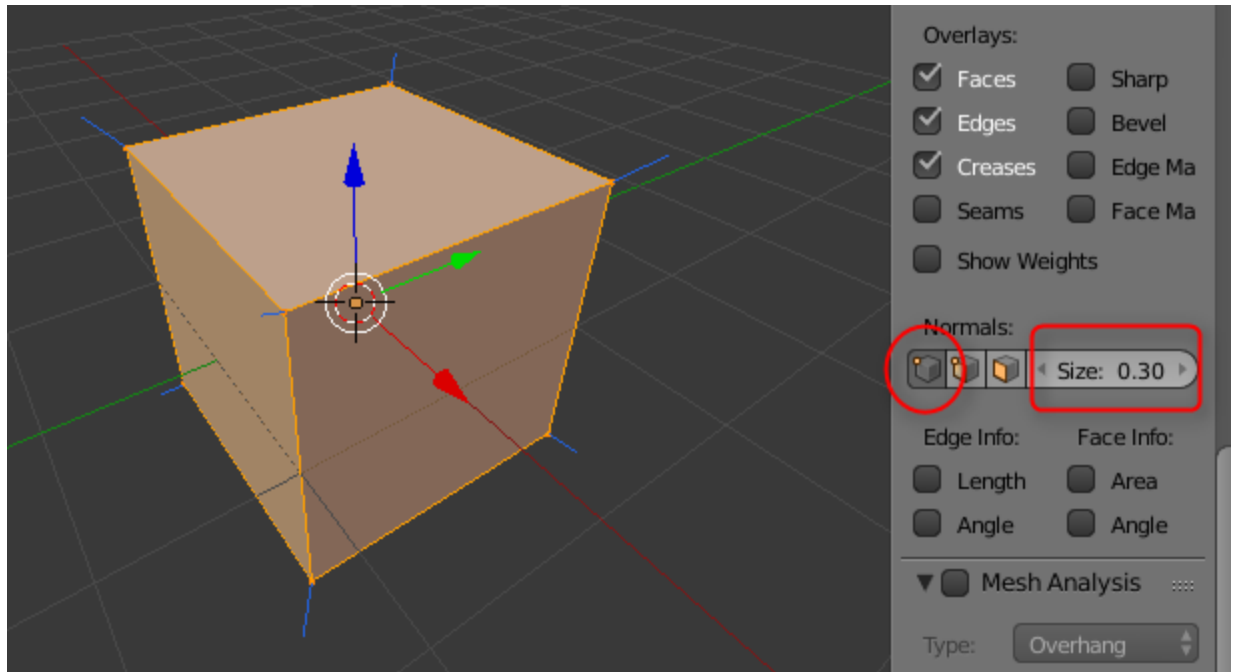 Overlays:
Faces Sharp
Edges Bevel
Creases Edge Ma
Seams Face Ma
Show Weights
Normals:
Size: 0.30
Edge Info: Face Info:
Length Area
Angle Angle
Mesh Analysis
Type: Overhang